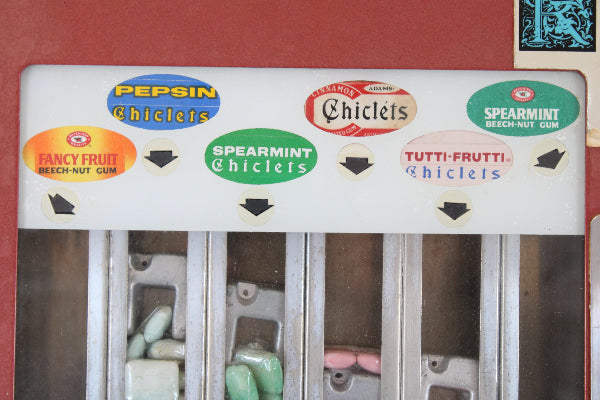 PEPSIN
Chiclets
CINNAMON
ADAMS
Chiclets
SPEARMINT
BEECH-NUT GUM
FANCY FRUIT
BEECH-NUT GUM
SPEARMINT
Chiclets
TUTTI-FRUTTI
Chiclets